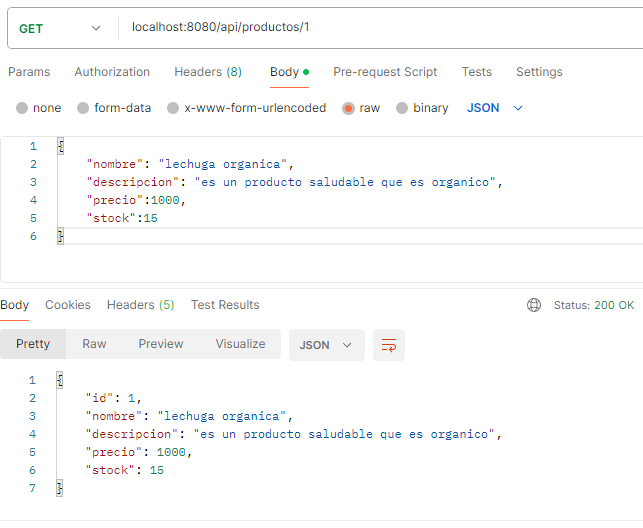 GET localhost:8080/api/productos/1
Params Authorization Headers (8) Body Pre-request Script Tests Settings
none form-data x-www-form-urlencoded raw binary JSON
1 {
2 "nombre": "lechuga organica",
3 "descripcion": "es un producto saludable que es organico",
4 "precio":1000,
5 "stock":15
6 }
Body Cookies Headers (5) Test Results Status: 200 OK
Pretty Raw Preview Visualize JSON
1 {
2 "id": 1,
3 "nombre": "lechuga organica",
4 "descripcion": "es un producto saludable que es organico",
5 "precio": 1000,
6 "stock": 15
7 }